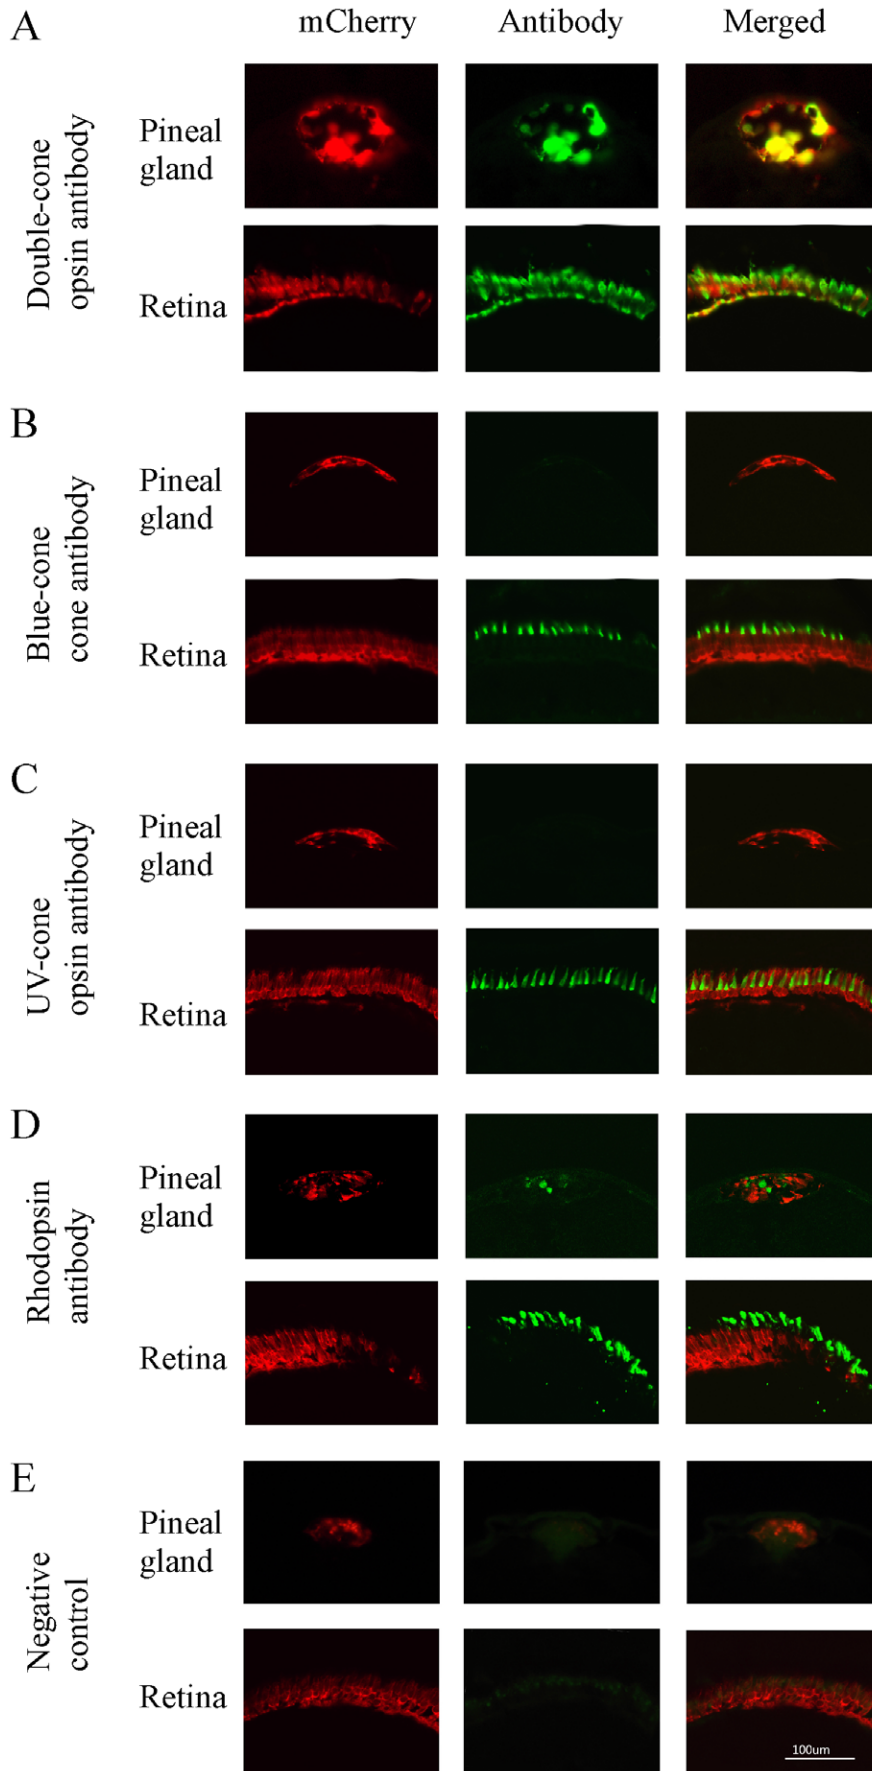 A
mCherry
Antibody
Merged
Double-cone
opsin antibody
Pineal
gland
Retina
B
Blue-cone
cone antibody
Pineal
gland
Retina
C
UV-cone
opsin antibody
Pineal
gland
Retina
D
Rhodopsin
antibody
Pineal
gland
Retina
E
Negative
control
Pineal
gland
Retina
100um